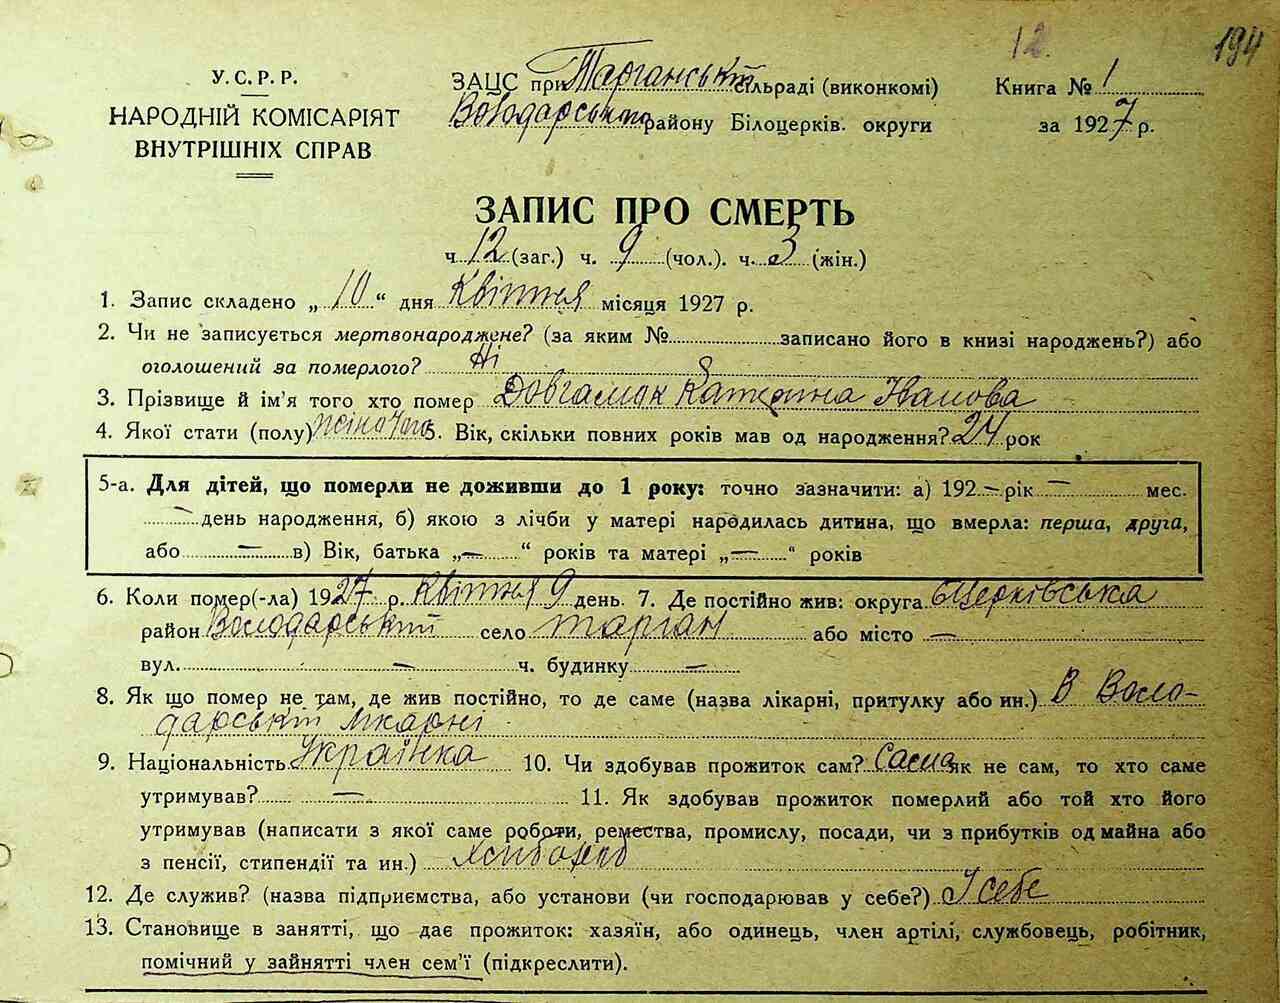 12. 194
У.С.Р.Р.
НАРОДНІЙ КОМІСАРІЯТ
ВНУТРІШНІХ СПРАВ
ЗАЦС при Тарганській сільраді (виконкомі)
Володарського району Білоцерків. округи
Книга № 1
за 1927 р.
ЗАПИС ПРО СМЕРТЬ
ч. 12 (заг.) ч. 9 (чол.). ч. 3 (жін.)
1. Запис складено „ 10 “ дня Квітня місяця 1927 р.
2. Чи не записується мертвонароджене? (за яким № записано його в книзі народжень?) або
оголошений за померлого? Ні
3. Прізвище й ім'я того хто помер Катерина Іванова
4. Якої стати (полу) жіночого 5. Вік, скільки повних років мав од народження? 24 рок
5-а. Для дітей, що померли не доживши до 1 року: точно зазначити: а) 192 – рік – мес.
– день народження, б) якою з лічби у матері народилась дитина, що вмерла: перша, друга,
або – в) Вік, батька „ – “ років та матері „ – “ років
6. Коли помер(-ла) 1927 р. Квітня 9 день. 7. Де постійно жив: округа Бцерківська
район Володарський село Тарган або місто –
вул. – ч. будинку –
8. Як що помер не там, де жив постійно, то де саме (назва лікарні, притулку або ин.) В Воло-
дарській лікарні
9. Національність Українка 10. Чи здобував прожиток сам? Сама як не сам, то хто саме
утримував? – 11. Як здобував прожиток померлий або той хто його
утримував (написати з якої саме роботи, ремества, промислу, посади, чи з прибутків од майна або
з пенсії, стипендії та ин.) Хлібороб
12. Де служив? (назва підприємства, або установи (чи господарював у себе?) У себе
13. Становище в занятті, що дає прожиток: хазяїн, або одинець, член артілі, службовець, робітник,
помічний у зайнятті член сем'ї (підкреслити).